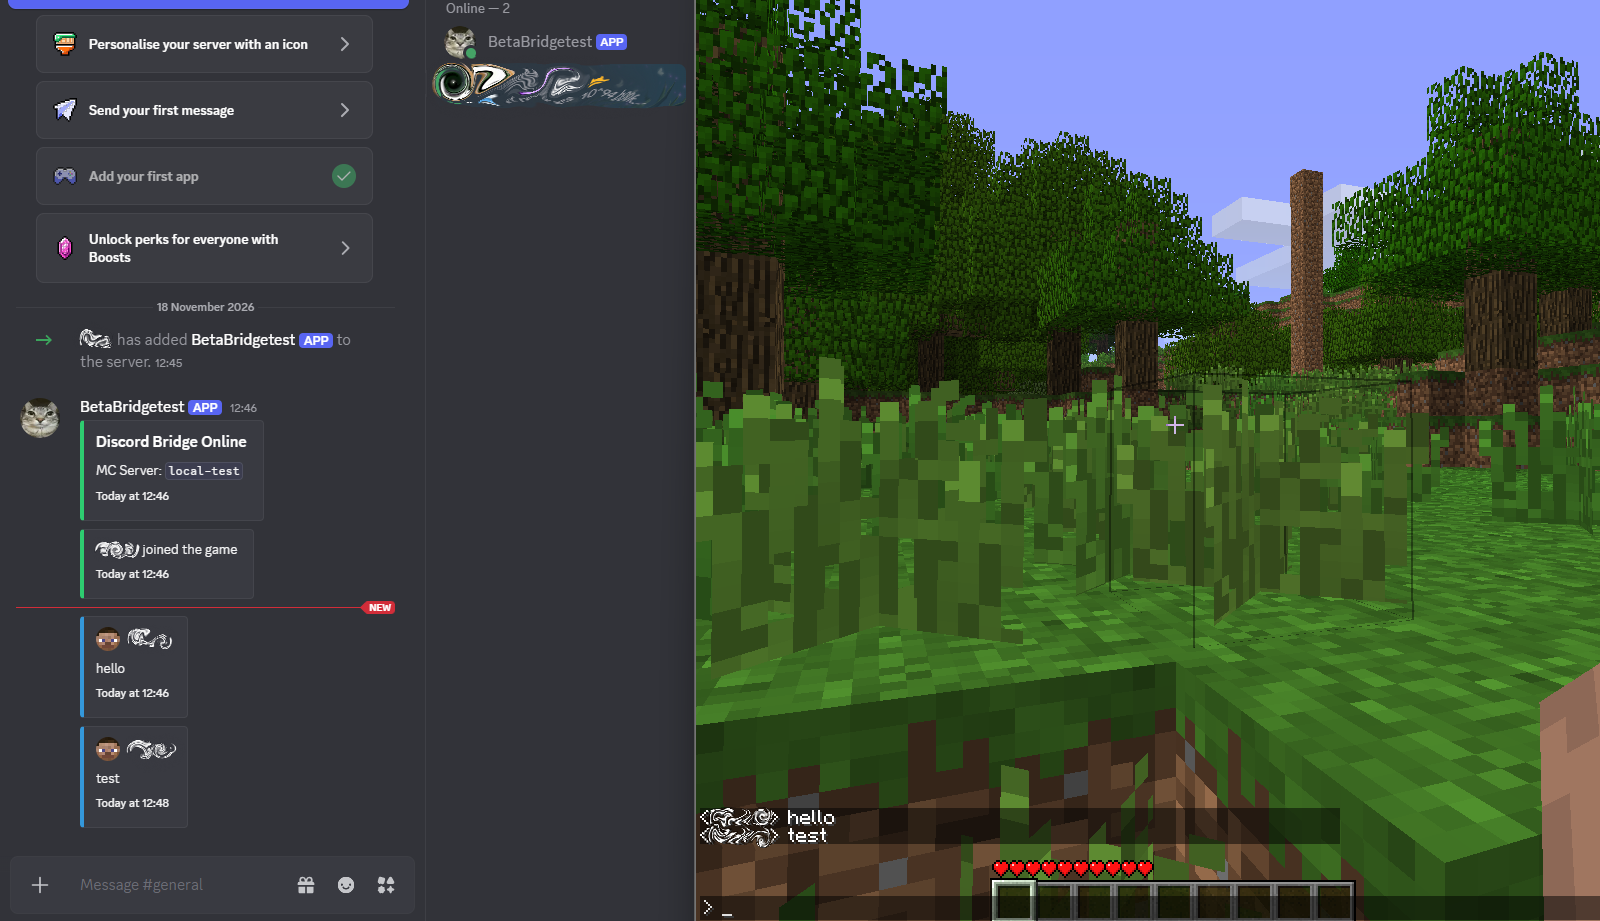 Personalise your server with an icon
Send your first message
Add your first app
Unlock perks for everyone with
Boosts
18 November 2026
has added BetaBridgetest APP to
the server. 12:45
BetaBridgetest APP 12:46
Discord Bridge Online
MC Server: local-test
Today at 12:46
joined the game
Today at 12:46
NEW
hello
Today at 12:46
test
Today at 12:48
Message #general
Online — 2
BetaBridgetest APP
hello
test
> _